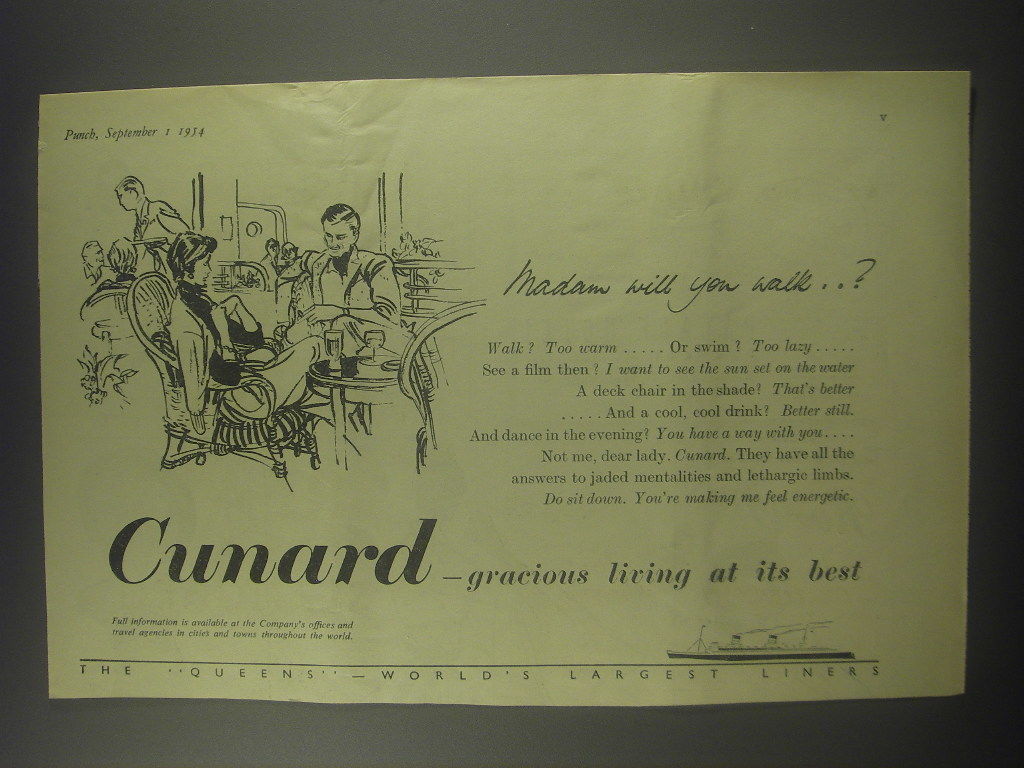 Punch, September 1 1954
v
Madam will you walk . . ?
Walk ? Too warm . . . . . Or swim ? Too lazy . . . . .
See a film then ? I want to see the sun set on the water
A deck chair in the shade? That's better
. . . . . And a cool, cool drink? Better still.
And dance in the evening? You have a way with you . . . .
Not me, dear lady. Cunard. They have all the
answers to jaded mentalities and lethargic limbs.
Do sit down. You're making me feel energetic.
Cunard – gracious living at its best
Full information is available at the Company's offices and
travel agencies in cities and towns throughout the world.
THE "QUEENS" — WORLD'S LARGEST LINERS